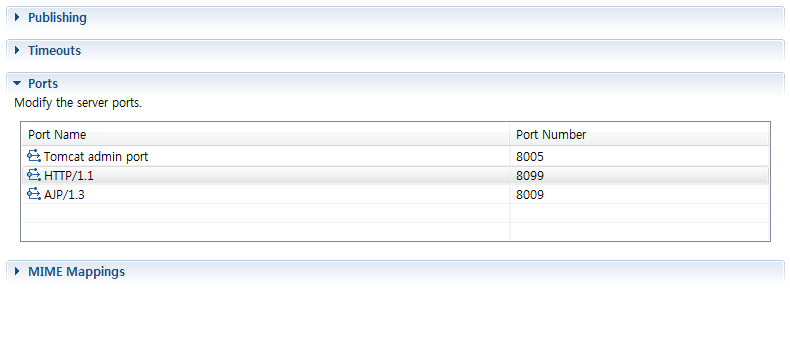 Publishing
Timeouts
Ports
Modify the server ports.
Port Name Port Number
Tomcat admin port 8005
HTTP/1.1 8099
AJP/1.3 8009
MIME Mappings